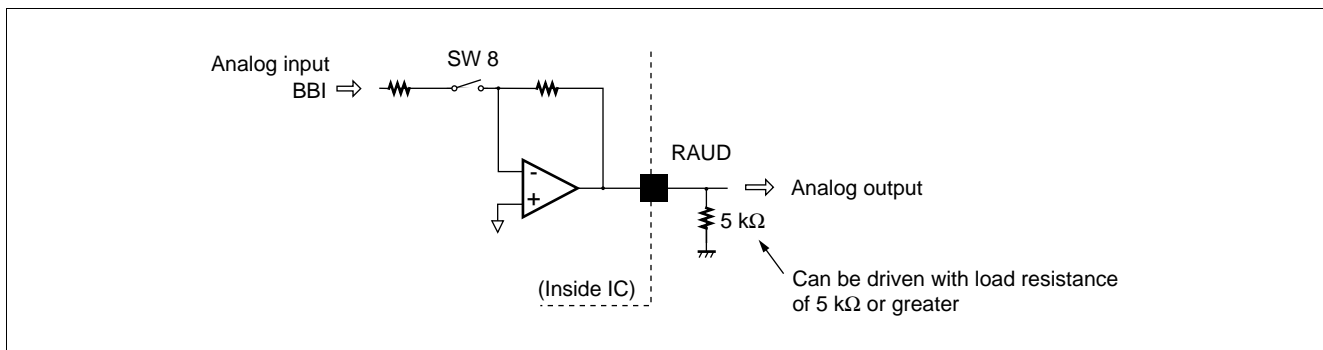 Analog input
BBI
SW 8
-
+
RAUD
Analog output
5 kΩ
(Inside IC)
Can be driven with load resistance
of 5 kΩ or greater